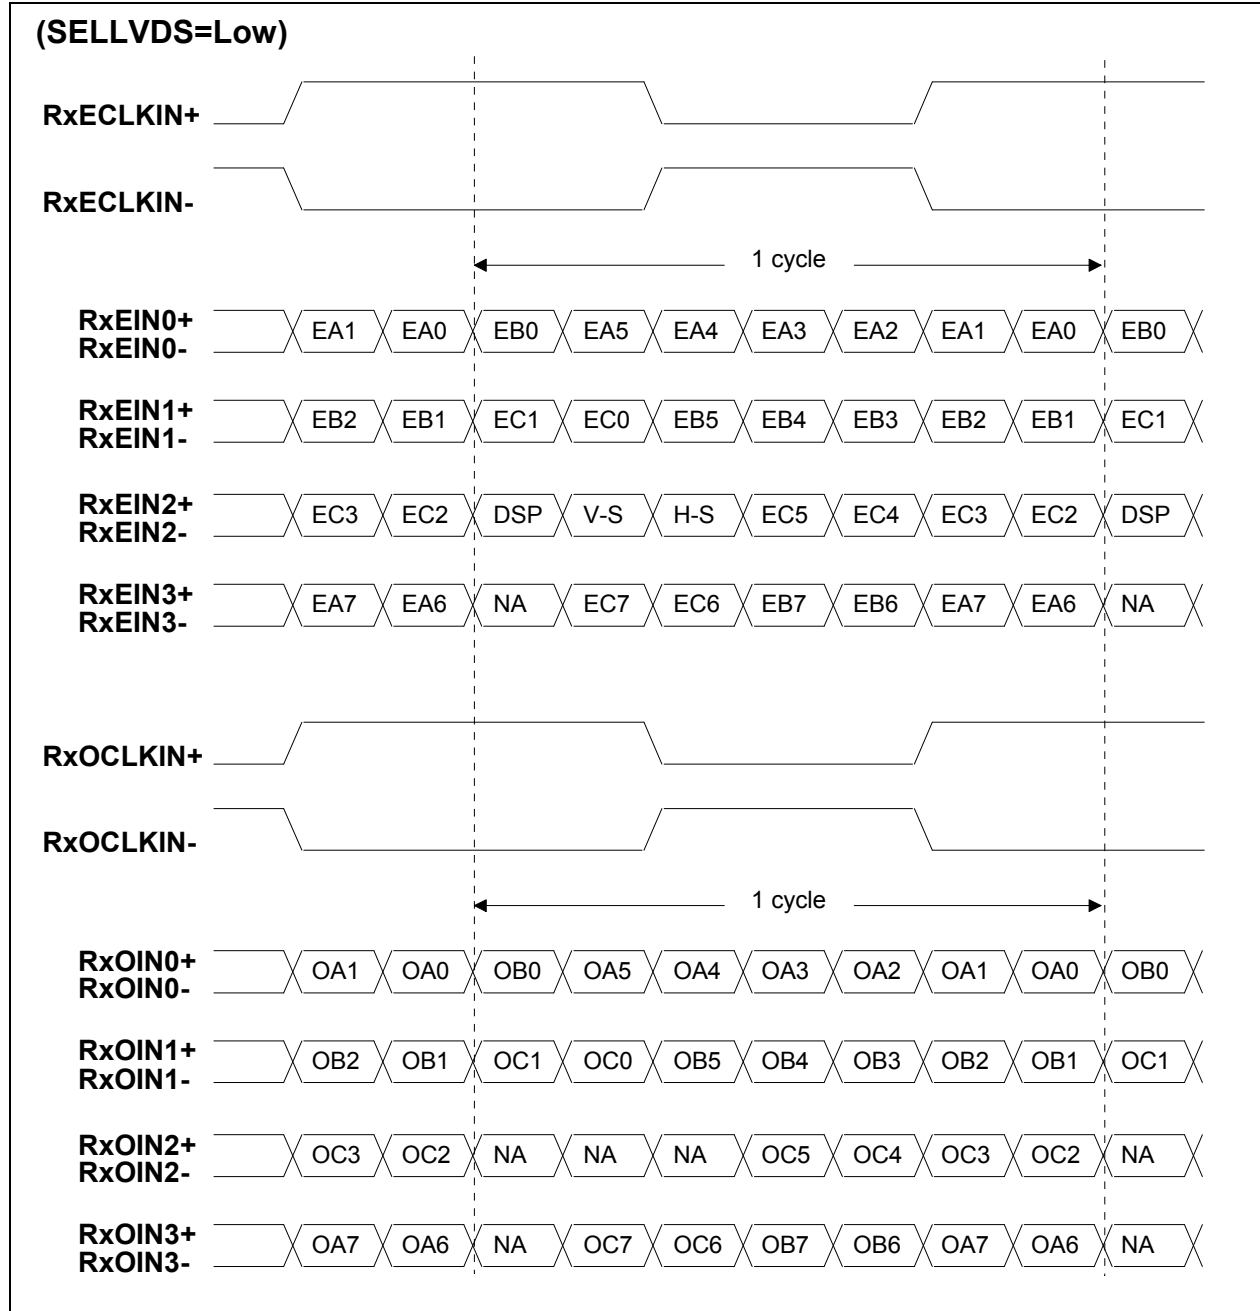 (SELLVDS=Low)
RxECLKIN+
RxECLKIN-
1 cycle
RxEIN0+
RxEIN0-
EA1 EA0 EB0 EA5 EA4 EA3 EA2 EA1 EA0 EB0
RxEIN1+
RxEIN1-
EB2 EB1 EC1 EC0 EB5 EB4 EB3 EB2 EB1 EC1
RxEIN2+
RxEIN2-
EC3 EC2 DSP V-S H-S EC5 EC4 EC3 EC2 DSP
RxEIN3+
RxEIN3-
EA7 EA6 NA EC7 EC6 EB7 EB6 EA7 EA6 NA
RxOCLKIN+
RxOCLKIN-
1 cycle
RxOIN0+
RxOIN0-
OA1 OA0 OB0 OA5 OA4 OA3 OA2 OA1 OA0 OB0
RxOIN1+
RxOIN1-
OB2 OB1 OC1 OC0 OB5 OB4 OB3 OB2 OB1 OC1
RxOIN2+
RxOIN2-
OC3 OC2 NA NA NA OC5 OC4 OC3 OC2 NA
RxOIN3+
RxOIN3-
OA7 OA6 NA OC7 OC6 OB7 OB6 OA7 OA6 NA